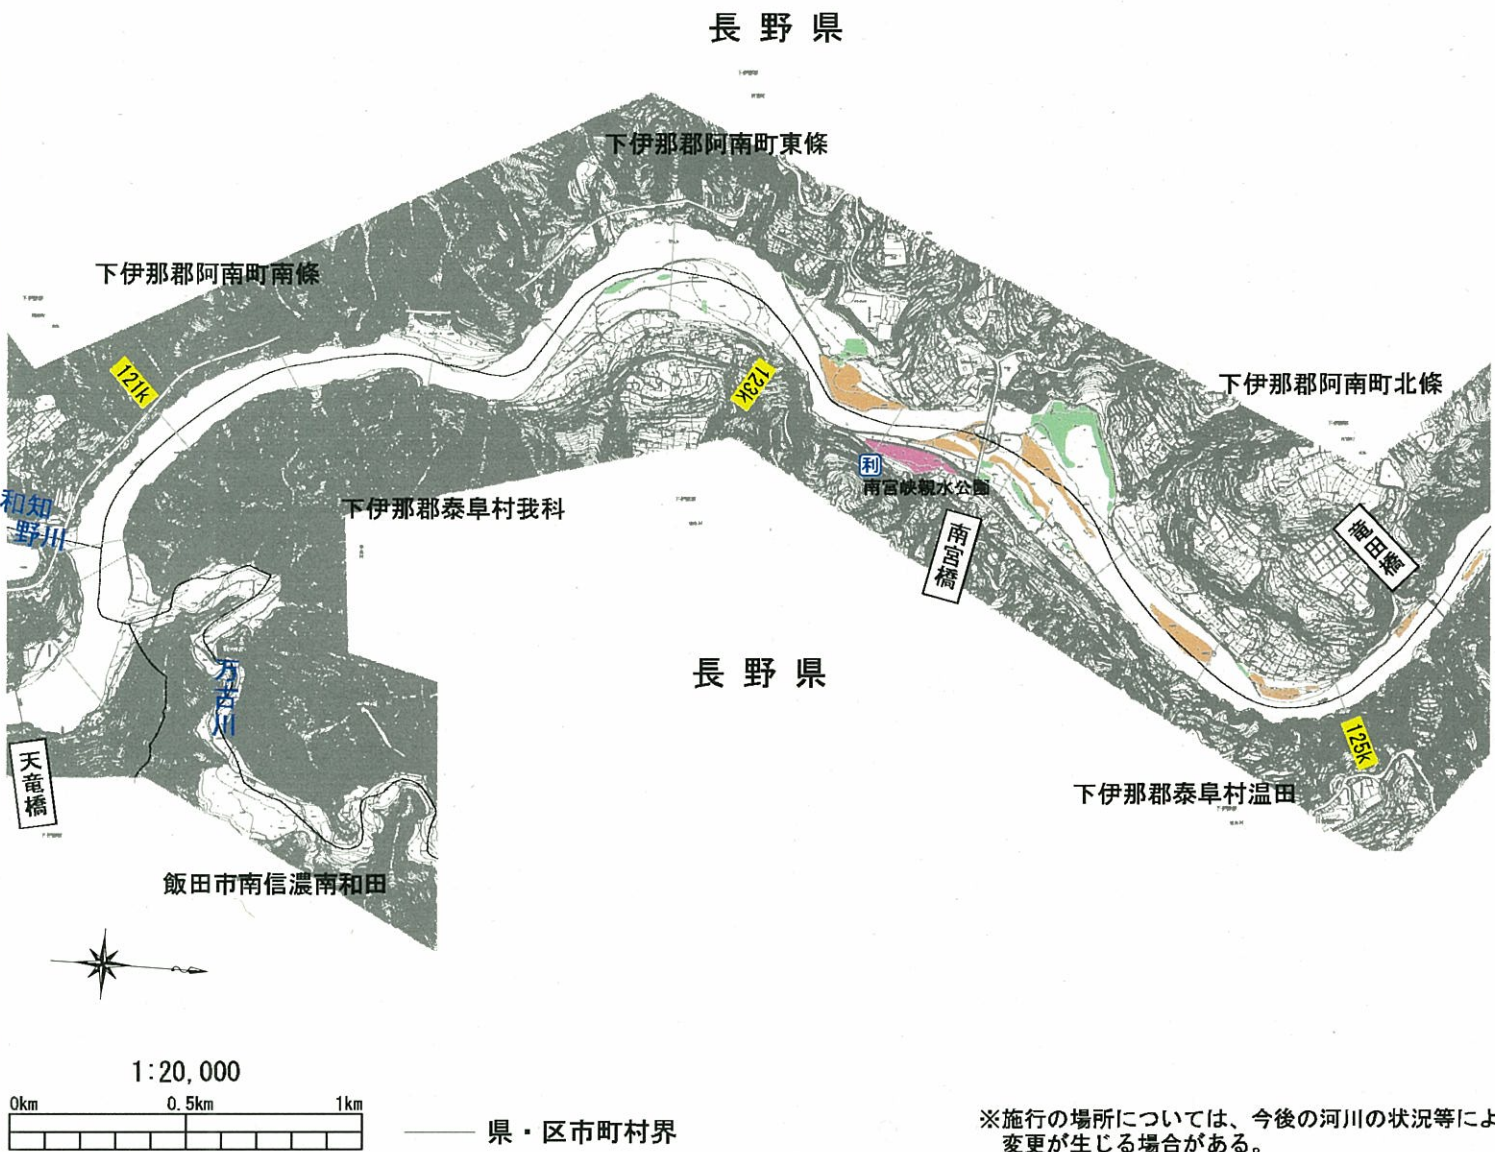 長野県
下伊那郡阿南町東條
下伊那郡阿南町南條
121k
123k
下伊那郡阿南町北條
和知
野川
下伊那郡泰阜村我科
利
南宮峡親水公園
南宮橋
竜田橋
万古川
長野県
125k
天竜橋
下伊那郡泰阜村温田
飯田市南信濃南和田
1:20,000
0km 0.5km 1km
県・区市町村界
※施行の場所については、今後の河川の状況等によ
変更が生じる場合がある。